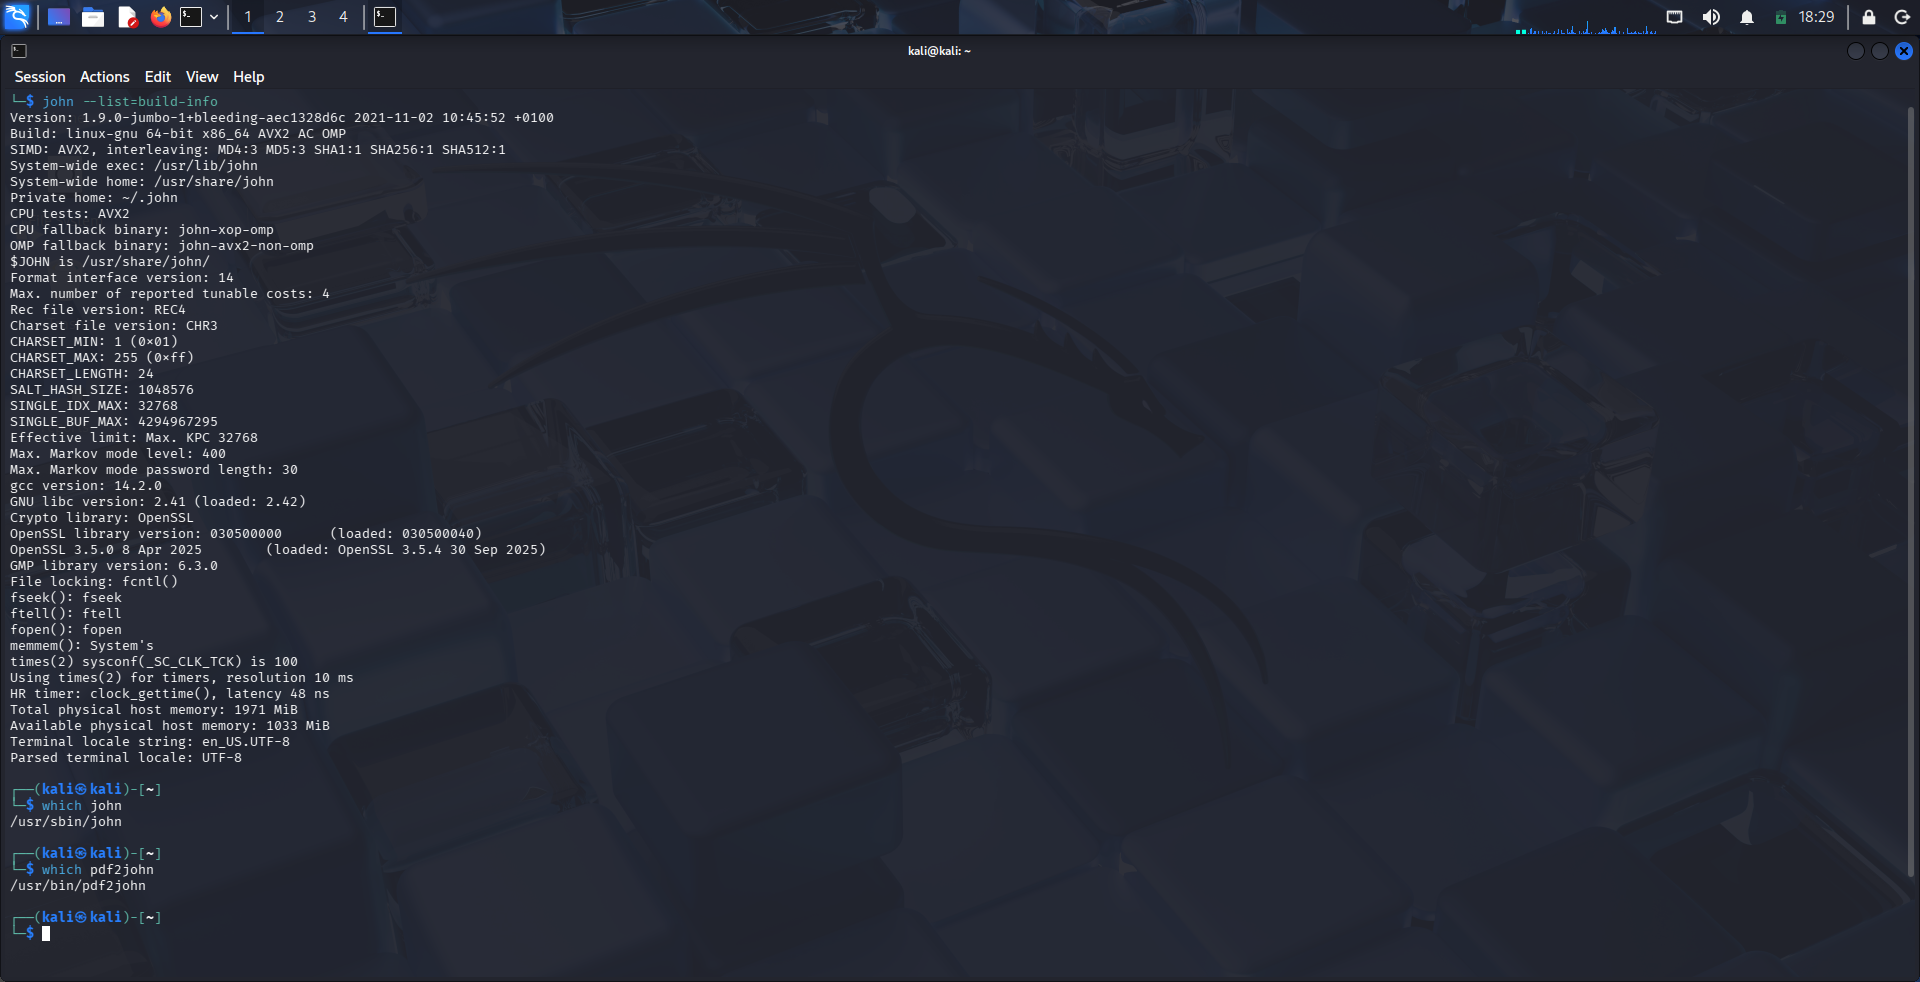 1 2 3 4
18:29
kali@kali: ~
Session Actions Edit View Help
└─$ john --list=build-info
Version: 1.9.0-jumbo-1+bleeding-aec1328d6c 2021-11-02 10:45:52 +0100
Build: linux-gnu 64-bit x86_64 AVX2 AC OMP
SIMD: AVX2, interleaving: MD4:3 MD5:3 SHA1:1 SHA256:1 SHA512:1
System-wide exec: /usr/lib/john
System-wide home: /usr/share/john
Private home: ~/.john
CPU tests: AVX2
CPU fallback binary: john-xop-omp
OMP fallback binary: john-avx2-non-omp
$JOHN is /usr/share/john/
Format interface version: 14
Max. number of reported tunable costs: 4
Rec file version: REC4
Charset file version: CHR3
CHARSET_MIN: 1 (0×01)
CHARSET_MAX: 255 (0×ff)
CHARSET_LENGTH: 24
SALT_HASH_SIZE: 1048576
SINGLE_IDX_MAX: 32768
SINGLE_BUF_MAX: 4294967295
Effective limit: Max. KPC 32768
Max. Markov mode level: 400
Max. Markov mode password length: 30
gcc version: 14.2.0
GNU libc version: 2.41 (loaded: 2.42)
Crypto library: OpenSSL
OpenSSL library version: 030500000      (loaded: 030500040)
OpenSSL 3.5.0 8 Apr 2025        (loaded: OpenSSL 3.5.4 30 Sep 2025)
GMP library version: 6.3.0
File locking: fcntl()
fseek(): fseek
ftell(): ftell
fopen(): fopen
memmem(): System's
times(2) sysconf(_SC_CLK_TCK) is 100
Using times(2) for timers, resolution 10 ms
HR timer: clock_gettime(), latency 48 ns
Total physical host memory: 1971 MiB
Available physical host memory: 1033 MiB
Terminal locale string: en_US.UTF-8
Parsed terminal locale: UTF-8
┌──(kali㉿kali)-[~]
└─$ which john
/usr/sbin/john
┌──(kali㉿kali)-[~]
└─$ which pdf2john
/usr/bin/pdf2john
┌──(kali㉿kali)-[~]
└─$